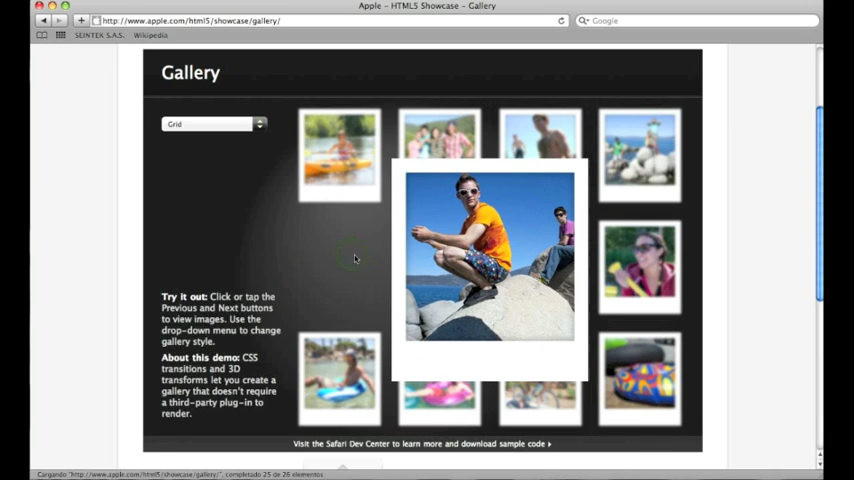 Apple – HTML5 Showcase – Gallery
http://www.apple.com/html5/showcase/gallery/
Google
SEINTEK S.A.S.
Wikipedia
Gallery
Grid
Try it out: Click or tap the
Previous and Next buttons
to view images. Use the
drop-down menu to change
gallery style.
About this demo: CSS
transitions and 3D
transforms let you create a
gallery that doesn't require
a third-party plug-in to
render.
Visit the Safari Dev Center to learn more and download sample code
Cargando "http://www.apple.com/html5/showcase/gallery/", completado 25 de 26 elementos